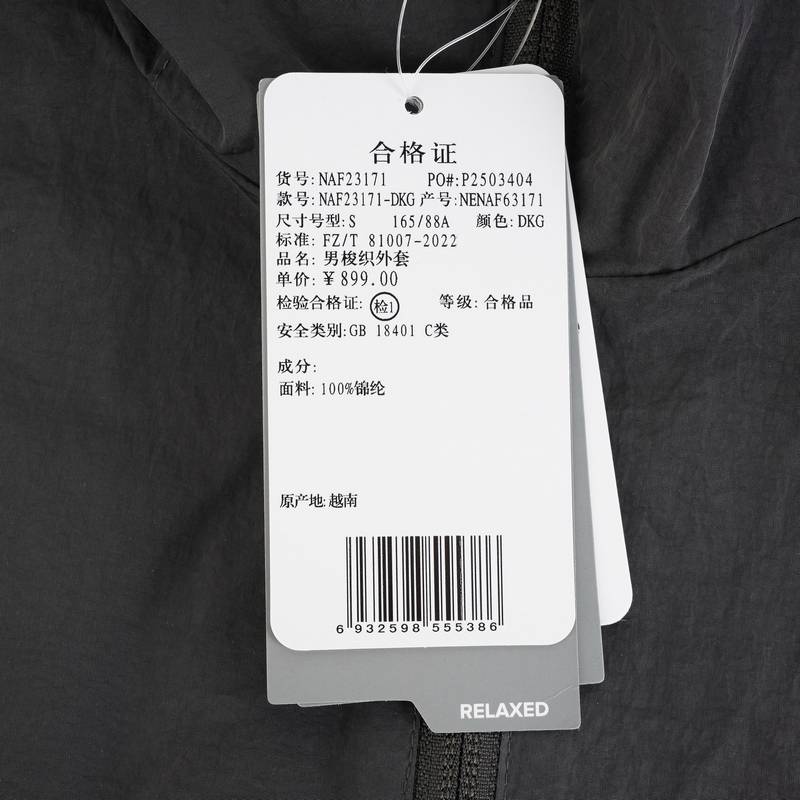 合格证
货号: NAF23171 PO#:P2503404
款号: NAF23171-DKG 产号: NENAF63171
尺寸号型: S 165/88A 颜色: DKG
标准: FZ/T 81007-2022
品名: 男梭织外套
单价: ¥899.00
检验合格证: 检1 等级: 合格品
安全类别: GB 18401 C类
成分:
面料: 100%锦纶
原产地: 越南
6 932598 555386
RELAXED